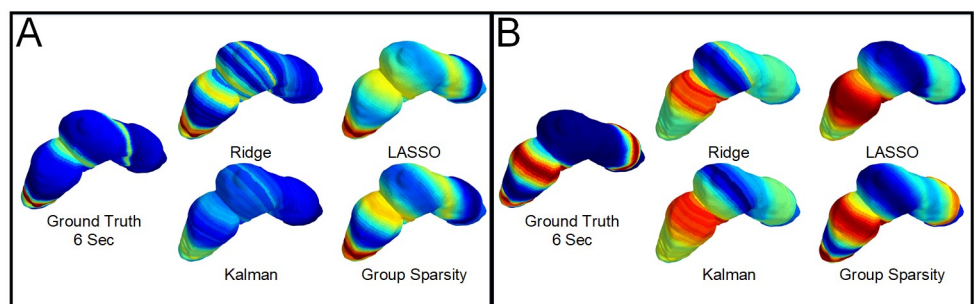 A
Ridge
LASSO
Ground Truth
6 Sec
Kalman
Group Sparsity
B
Ridge
LASSO
Ground Truth
6 Sec
Kalman
Group Sparsity